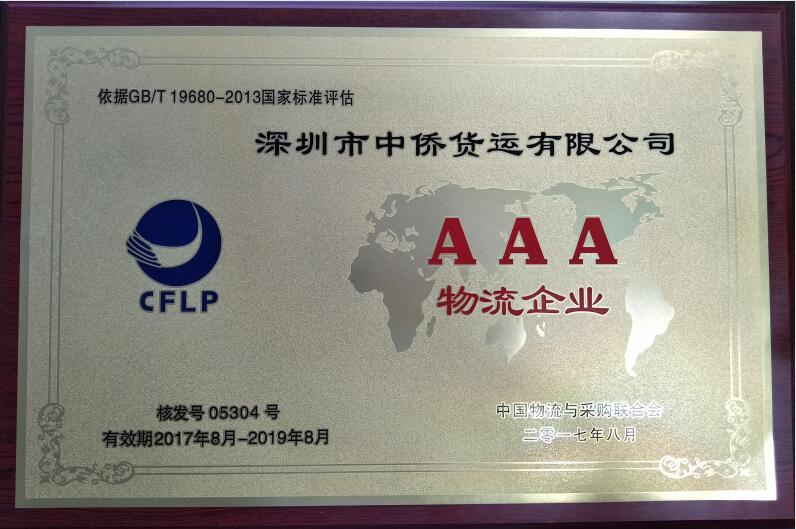 依据GB/T 19680-2013国家标准评估
深圳市中侨货运有限公司
CFLP
AAA
物流企业
核发号 05304 号
有效期2017年8月-2019年8月
中国物流与采购联合会
二零一七年八月